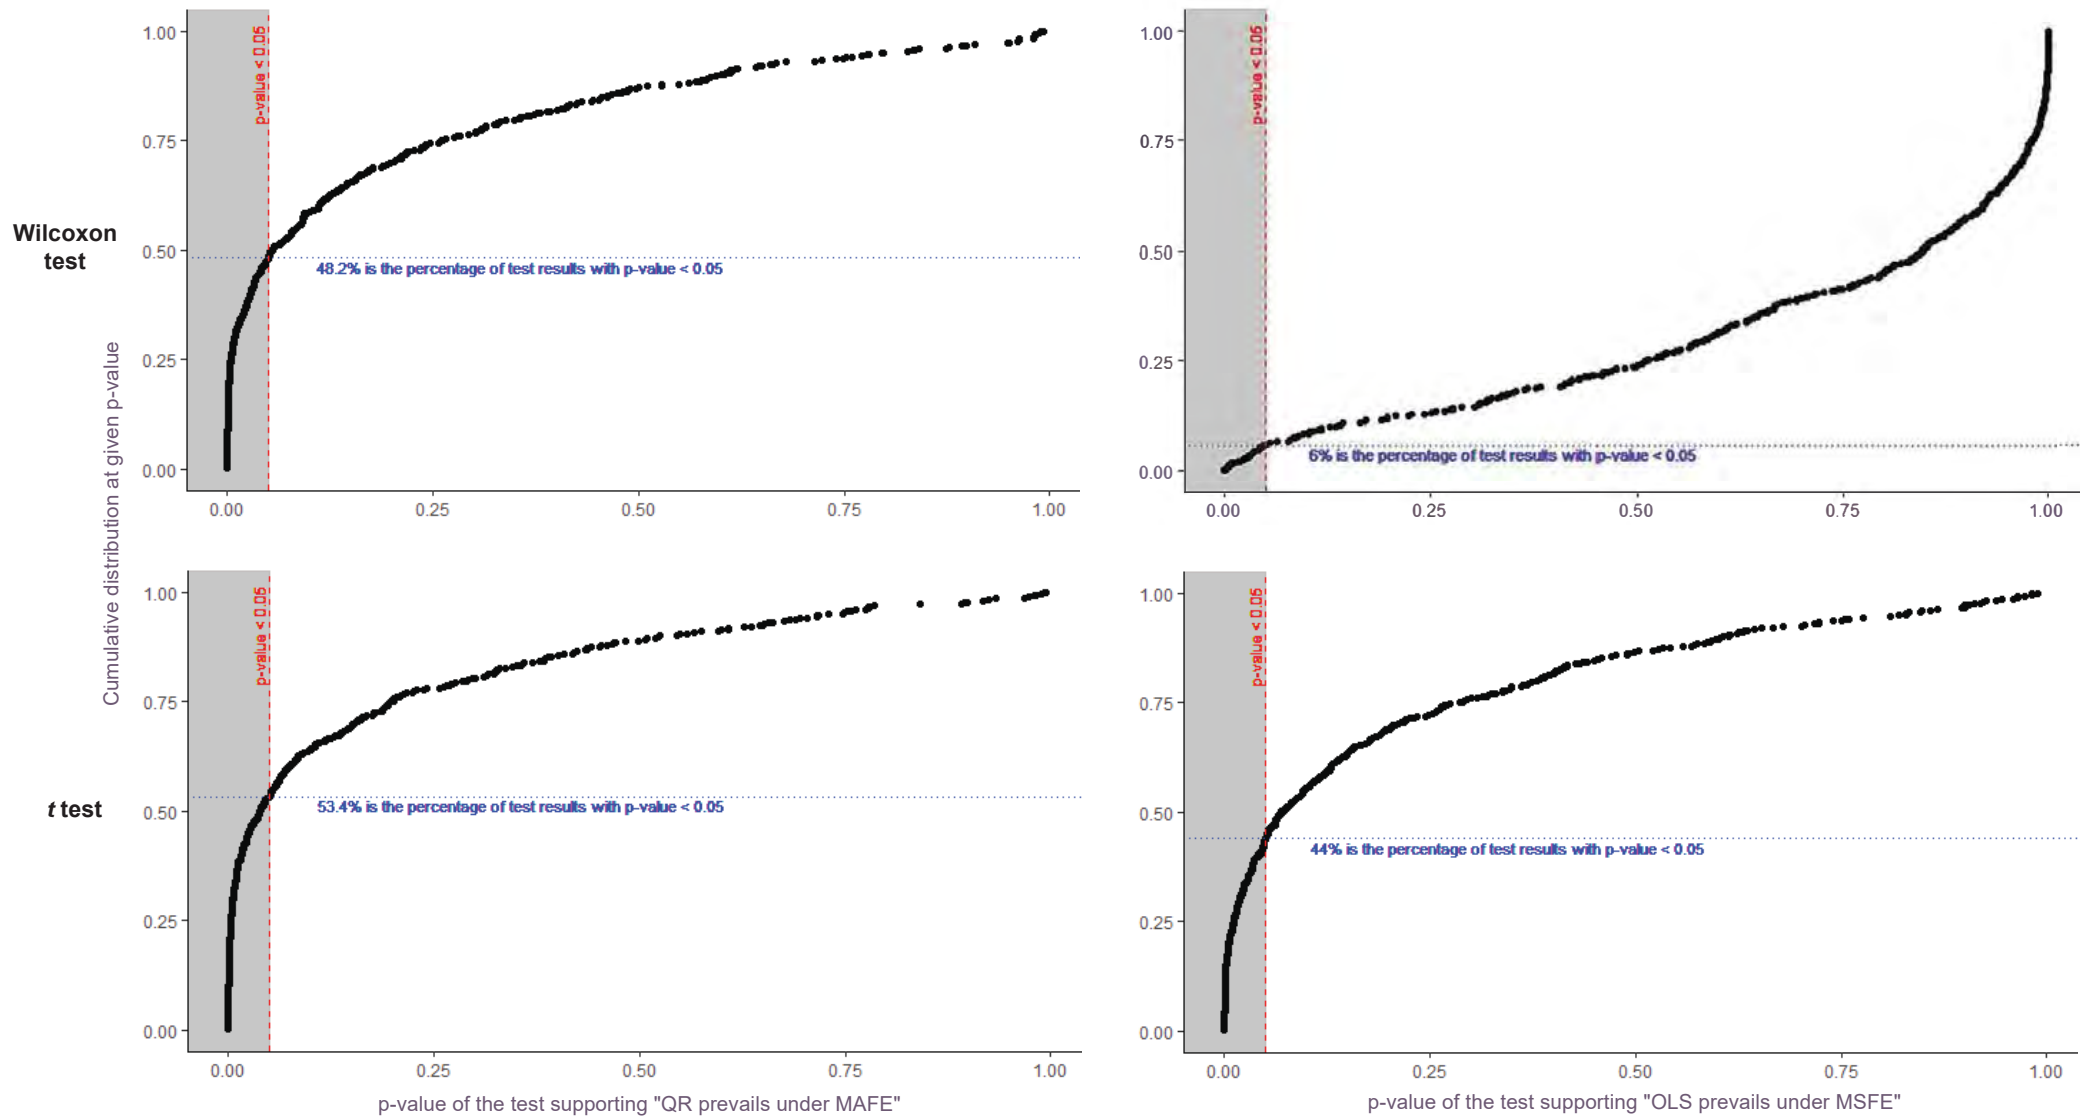 Wilcoxon
test
t test
Cumulative distribution at given p-value
1.00
0.75
0.50
0.25
0.00
p-value < 0.05
48.2% is the percentage of test results with p-value < 0.05
0.00 0.25 0.50 0.75 1.00
1.00
0.75
0.50
0.25
0.00
p-value < 0.05
6% is the percentage of test results with p-value < 0.05
0.00 0.25 0.50 0.75 1.00
1.00
0.75
0.50
0.25
0.00
p-value < 0.05
53.4% is the percentage of test results with p-value < 0.05
0.00 0.25 0.50 0.75 1.00
p-value of the test supporting "QR prevails under MAFE"
1.00
0.75
0.50
0.25
0.00
p-value < 0.05
44% is the percentage of test results with p-value < 0.05
0.00 0.25 0.50 0.75 1.00
p-value of the test supporting "OLS prevails under MSFE"